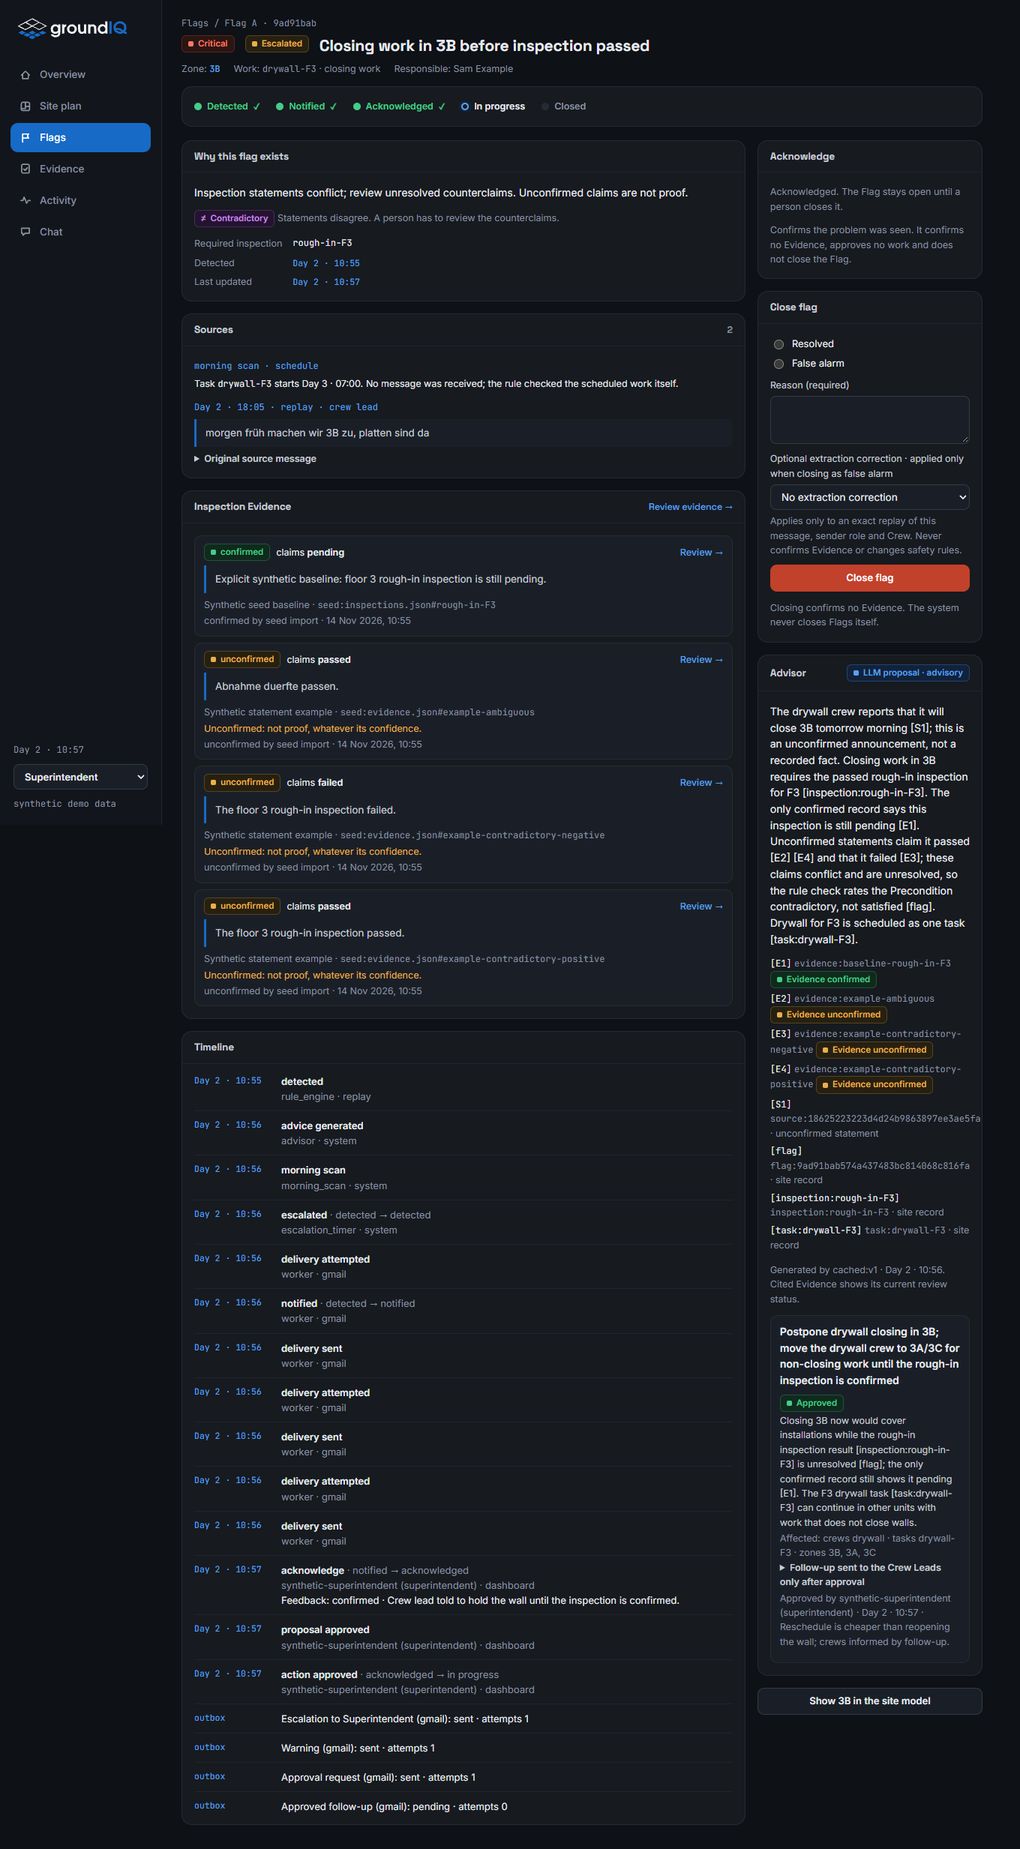 groundIQ
Overview
Site plan
Flags
Evidence
Activity
Chat
Day 2 · 10:57
Superintendent
synthetic demo data
Flags / Flag A · 9ad91bab
Critical
Escalated
Closing work in 3B before inspection passed
Zone: 3B Work: drywall-F3 · closing work Responsible: Sam Example
Detected ✓ Notified ✓ Acknowledged ✓ In progress Closed
Why this flag exists
Inspection statements conflict; review unresolved counterclaims. Unconfirmed claims are not proof.
≠ Contradictory Statements disagree. A person has to review the counterclaims.
Required inspection rough-in-F3
Detected Day 2 · 10:55
Last updated Day 2 · 10:57
Sources 2
morning scan · schedule
Task drywall-F3 starts Day 3 · 07:00. No message was received; the rule checked the scheduled work itself.
Day 2 · 18:05 · replay · crew lead
morgen früh machen wir 3B zu, platten sind da
▶ Original source message
Inspection Evidence Review evidence →
confirmed claims pending Review →
Explicit synthetic baseline: floor 3 rough-in inspection is still pending.
Synthetic seed baseline · seed:inspections.json#rough-in-F3
confirmed by seed import · 14 Nov 2026, 10:55
unconfirmed claims passed Review →
Abnahme duerfte passen.
Synthetic statement example · seed:evidence.json#example-ambiguous
Unconfirmed: not proof, whatever its confidence.
unconfirmed by seed import · 14 Nov 2026, 10:55
unconfirmed claims failed Review →
The floor 3 rough-in inspection failed.
Synthetic statement example · seed:evidence.json#example-contradictory-negative
Unconfirmed: not proof, whatever its confidence.
unconfirmed by seed import · 14 Nov 2026, 10:55
unconfirmed claims passed Review →
The floor 3 rough-in inspection passed.
Synthetic statement example · seed:evidence.json#example-contradictory-positive
Unconfirmed: not proof, whatever its confidence.
unconfirmed by seed import · 14 Nov 2026, 10:55
Timeline
Day 2 · 10:55 detected
rule_engine · replay
Day 2 · 10:56 advice generated
advisor · system
Day 2 · 10:56 morning scan
morning_scan · system
Day 2 · 10:56 escalated · detected → detected
escalation_timer · system
Day 2 · 10:56 delivery attempted
worker · gmail
Day 2 · 10:56 notified · detected → notified
worker · gmail
Day 2 · 10:56 delivery sent
worker · gmail
Day 2 · 10:56 delivery attempted
worker · gmail
Day 2 · 10:56 delivery sent
worker · gmail
Day 2 · 10:56 delivery attempted
worker · gmail
Day 2 · 10:56 delivery sent
worker · gmail
Day 2 · 10:57 acknowledge · notified → acknowledged
synthetic-superintendent (superintendent) · dashboard
Feedback: confirmed · Crew lead told to hold the wall until the inspection is confirmed.
Day 2 · 10:57 proposal approved
synthetic-superintendent (superintendent) · dashboard
Day 2 · 10:57 action approved · acknowledged → in progress
synthetic-superintendent (superintendent) · dashboard
outbox Escalation to Superintendent (gmail): sent · attempts 1
outbox Warning (gmail): sent · attempts 1
outbox Approval request (gmail): sent · attempts 1
outbox Approved follow-up (gmail): pending · attempts 0
Acknowledge
Acknowledged. The Flag stays open until a
person closes it.
Confirms the problem was seen. It confirms
no Evidence, approves no work and does
not close the Flag.
Close flag
Resolved
False alarm
Reason (required)
Optional extraction correction · applied only
when closing as false alarm
No extraction correction
Applies only to an exact replay of this
message, sender role and Crew. Never
confirms Evidence or changes safety rules.
Close flag
Closing confirms no Evidence. The system
never closes Flags itself.
Advisor LLM proposal · advisory
The drywall crew reports that it will
close 3B tomorrow morning [S1]; this is
an unconfirmed announcement, not a
recorded fact. Closing work in 3B
requires the passed rough-in inspection
for F3 [inspection:rough-in-F3]. The
only confirmed record says this
inspection is still pending [E1].
Unconfirmed statements claim it passed
[E2] [E4] and that it failed [E3]; these
claims conflict and are unresolved, so
the rule check rates the Precondition
contradictory, not satisfied [flag].
Drywall for F3 is scheduled as one task
[task:drywall-F3].
[E1] evidence:baseline-rough-in-F3
Evidence confirmed
[E2] evidence:example-ambiguous
Evidence unconfirmed
[E3] evidence:example-contradictory-
negative Evidence unconfirmed
[E4] evidence:example-contradictory-
positive Evidence unconfirmed
[S1]
source:18625223223d4d24b9863897ee3ae5fa
· unconfirmed statement
[flag]
flag:9ad91bab574a437483bc814068c816fa
· site record
[inspection:rough-in-F3]
inspection:rough-in-F3 · site record
[task:drywall-F3] task:drywall-F3 · site
record
Generated by cached:v1 · Day 2 · 10:56.
Cited Evidence shows its current review
status.
Postpone drywall closing in 3B;
move the drywall crew to 3A/3C for
non-closing work until the rough-in
inspection is confirmed
Approved
Closing 3B now would cover
installations while the rough-in
inspection result [inspection:rough-in-
F3] is unresolved [flag]; the only
confirmed record still shows it pending
[E1]. The F3 drywall task [task:drywall-
F3] can continue in other units with
work that does not close walls.
Affected: crews drywall · tasks drywall-
F3 · zones 3B, 3A, 3C
▶ Follow-up sent to the Crew Leads
only after approval
Approved by synthetic-superintendent
(superintendent) · Day 2 · 10:57 ·
Reschedule is cheaper than reopening
the wall; crews informed by follow-up.
Show 3B in the site model